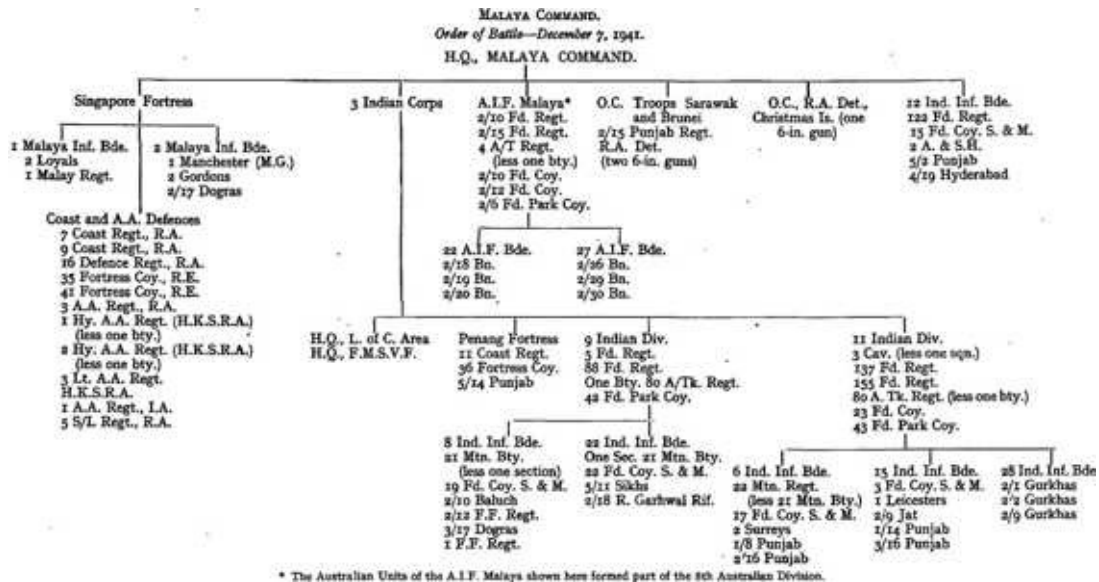 MALAYA COMMAND.
Order of Battle—December 7, 1941.
H.Q., MALAYA COMMAND.
Singapore Fortress
1 Malaya Inf. Bde.
2 Loyals
1 Malay Regt.
2 Malaya Inf. Bde.
1 Manchester (M.G.)
2 Gordons
2/17 Dogras
Coast and A.A. Defences
7 Coast Regt., R.A.
9 Coast Regt., R.A.
16 Defence Regt., R.A.
35 Fortress Coy., R.E.
41 Fortress Coy., R.E.
3 A.A. Regt., R.A.
1 Hy. A.A. Regt. (H.K.S.R.A.)
(less one bty.)
2 Hy. A.A. Regt. (H.K.S.R.A.)
(less one bty.)
3 Lt. A.A. Regt.
H.K.S.R.A.
1 A.A. Regt., I.A.
5 S/L Regt., R.A.
3 Indian Corps
A.I.F. Malaya*
2/10 Fd. Regt.
2/15 Fd. Regt.
4 A/T Regt.
(less one bty.)
2/10 Fd. Coy.
2/12 Fd. Coy.
2/6 Fd. Park Coy.
22 A.I.F. Bde.
2/18 Bn.
2/19 Bn.
2/20 Bn.
27 A.I.F. Bde.
2/26 Bn.
2/29 Bn.
2/30 Bn.
O.C. Troops Sarawak
and Brunei
2/15 Punjab Regt.
R.A. Det.
(two 6-in. guns)
O.C., R.A. Det.,
Christmas Is. (one
6-in. gun)
12 Ind. Inf. Bde.
122 Fd. Regt.
15 Fd. Coy. S. & M.
2 A. & S.H.
5/2 Punjab
4/19 Hyderabad
H.Q., L. of C. Area
H.Q., F.M.S.V.F.
Penang Fortress
11 Coast Regt.
36 Fortress Coy.
5/14 Punjab
9 Indian Div.
5 Fd. Regt.
88 Fd. Regt.
One Bty. 80 A/Tk. Regt.
42 Fd. Park Coy.
8 Ind. Inf. Bde.
21 Mtn. Bty.
(less one section)
19 Fd. Coy. S. & M.
2/10 Baluch
2/12 F.F. Regt.
3/17 Dogras
1 F.F. Regt.
22 Ind. Inf. Bde.
One Sec. 21 Mtn. Bty.
22 Fd. Coy. S. & M.
5/11 Sikhs
2/18 R. Garhwal Rif.
11 Indian Div.
3 Cav. (less one sqn.)
137 Fd. Regt.
155 Fd. Regt.
80 A. Tk. Regt. (less one bty.)
23 Fd. Coy.
43 Fd. Park Coy.
6 Ind. Inf. Bde.
22 Mtn. Regt.
(less 21 Mtn. Bty.)
17 Fd. Coy. S. & M.
2 Surreys
1/8 Punjab
2/16 Punjab
15 Ind. Inf. Bde.
3 Fd. Coy. S. & M.
1 Leicesters
2/9 Jat
1/14 Punjab
3/16 Punjab
28 Ind. Inf. Bde
2/1 Gurkhas
2/2 Gurkhas
2/9 Gurkhas
* The Australian Units of the A.I.F. Malaya shown here formed part of the 8th Australian Division.